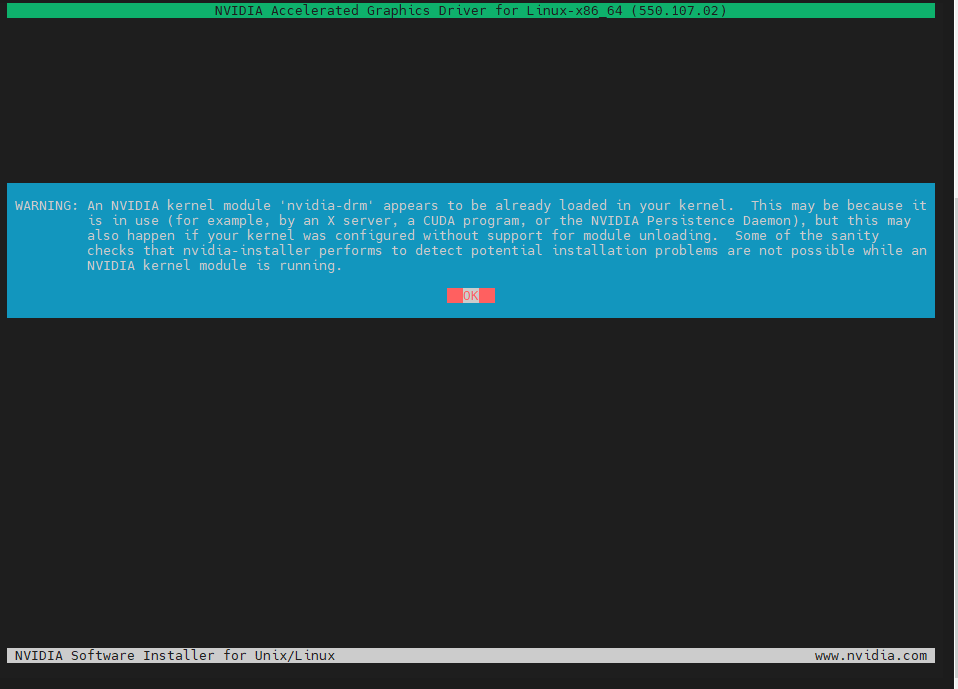 NVIDIA Accelerated Graphics Driver for Linux-x86_64 (550.107.02)
WARNING: An NVIDIA kernel module 'nvidia-drm' appears to be already loaded in your kernel.  This may be because it
is in use (for example, by an X server, a CUDA program, or the NVIDIA Persistence Daemon), but this may
also happen if your kernel was configured without support for module unloading.  Some of the sanity
checks that nvidia-installer performs to detect potential installation problems are not possible while an
NVIDIA kernel module is running.
OK
NVIDIA Software Installer for Unix/Linux www.nvidia.com